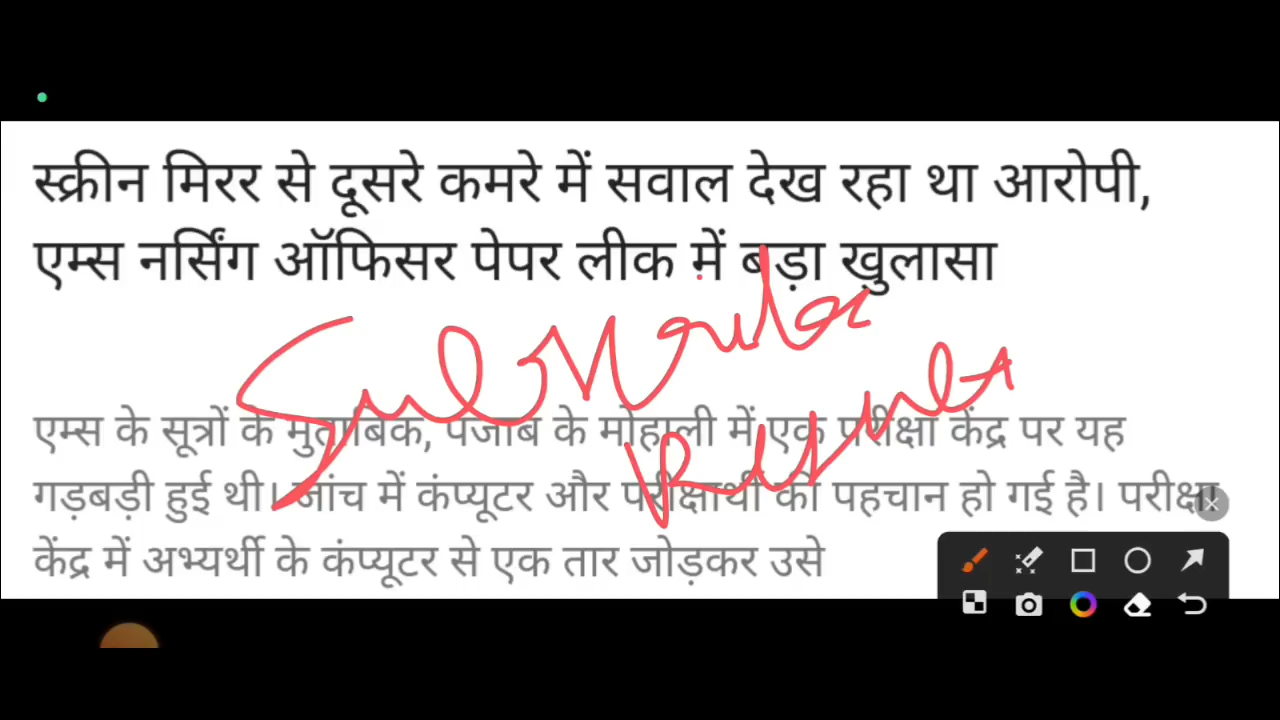 स्क्रीन मिरर से दूसरे कमरे में सवाल देख रहा था आरोपी,
एम्स नर्सिंग ऑफिसर पेपर लीक में बड़ा खुलासा
एम्स के सूत्रों के मुताबिक, पंजाब के मोहाली में एक परीक्षा केंद्र पर यह
गड़बड़ी हुई थी। जांच में कंप्यूटर और परीक्षार्थी की पहचान हो गई है। परीक्षा
केंद्र में अभ्यर्थी के कंप्यूटर से एक तार जोड़कर उसे